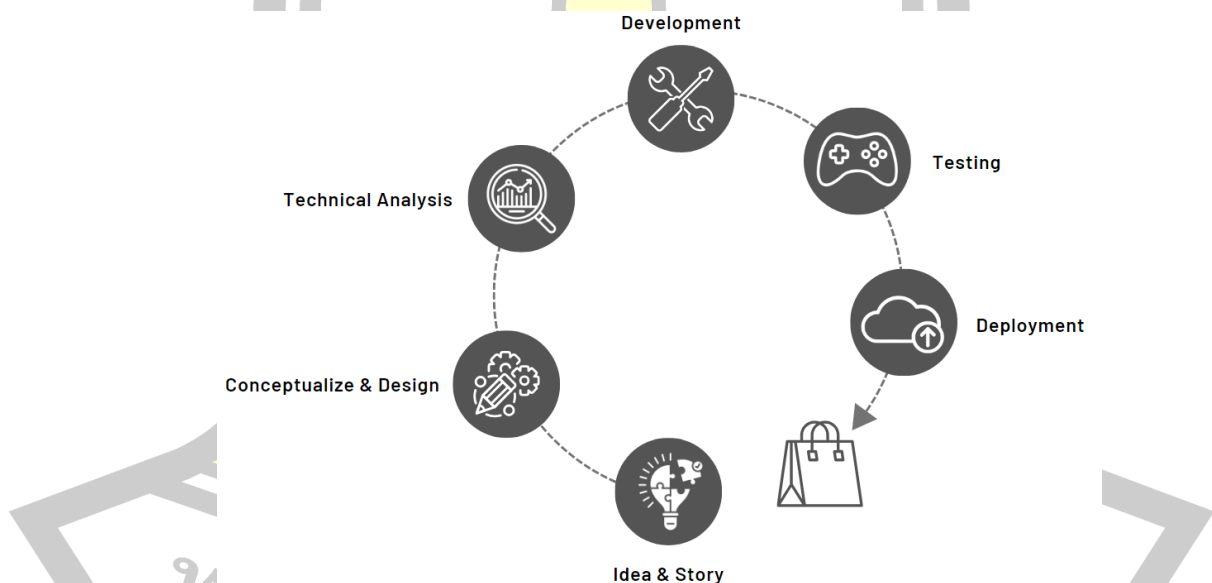 Development
Testing
Technical Analysis
Deployment
Conceptualize & Design
Idea & Story